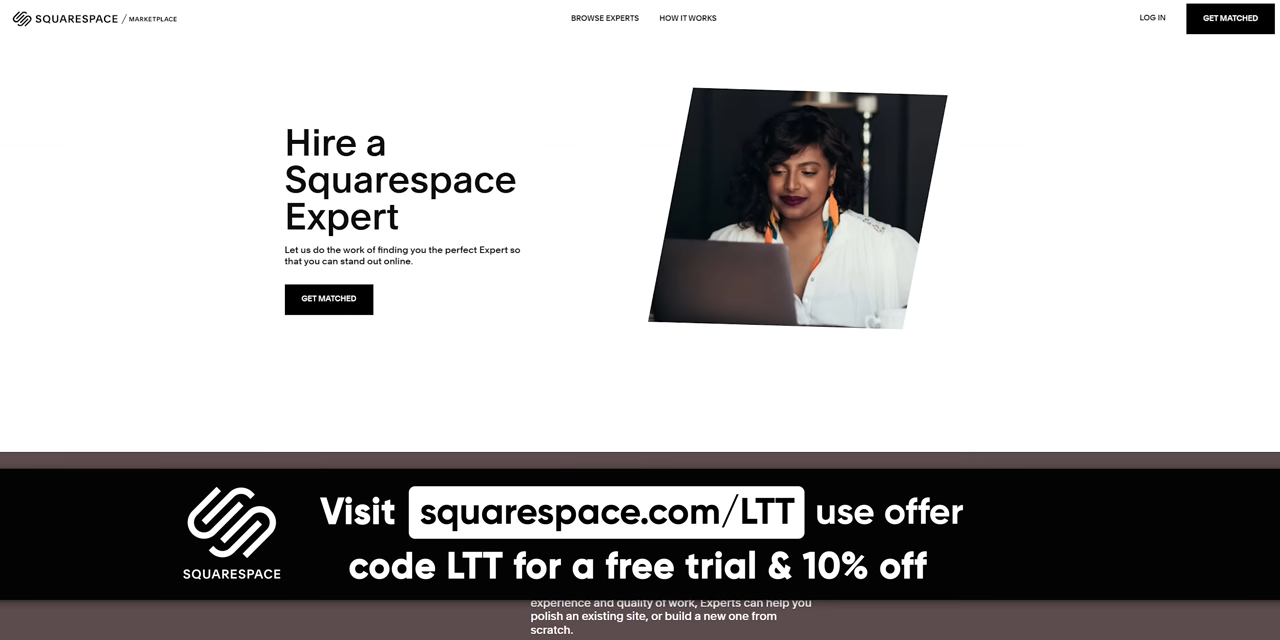 SQUARESPACE / MARKETPLACE
BROWSE EXPERTS
HOW IT WORKS
LOG IN
GET MATCHED
Hire a
Squarespace
Expert
Let us do the work of finding you the perfect Expert so
that you can stand out online.
GET MATCHED
SQUARESPACE
Visit squarespace.com/LTT use offer
code LTT for a free trial & 10% off
experience and quality of work, Experts can help you
polish an existing site, or build a new one from
scratch.